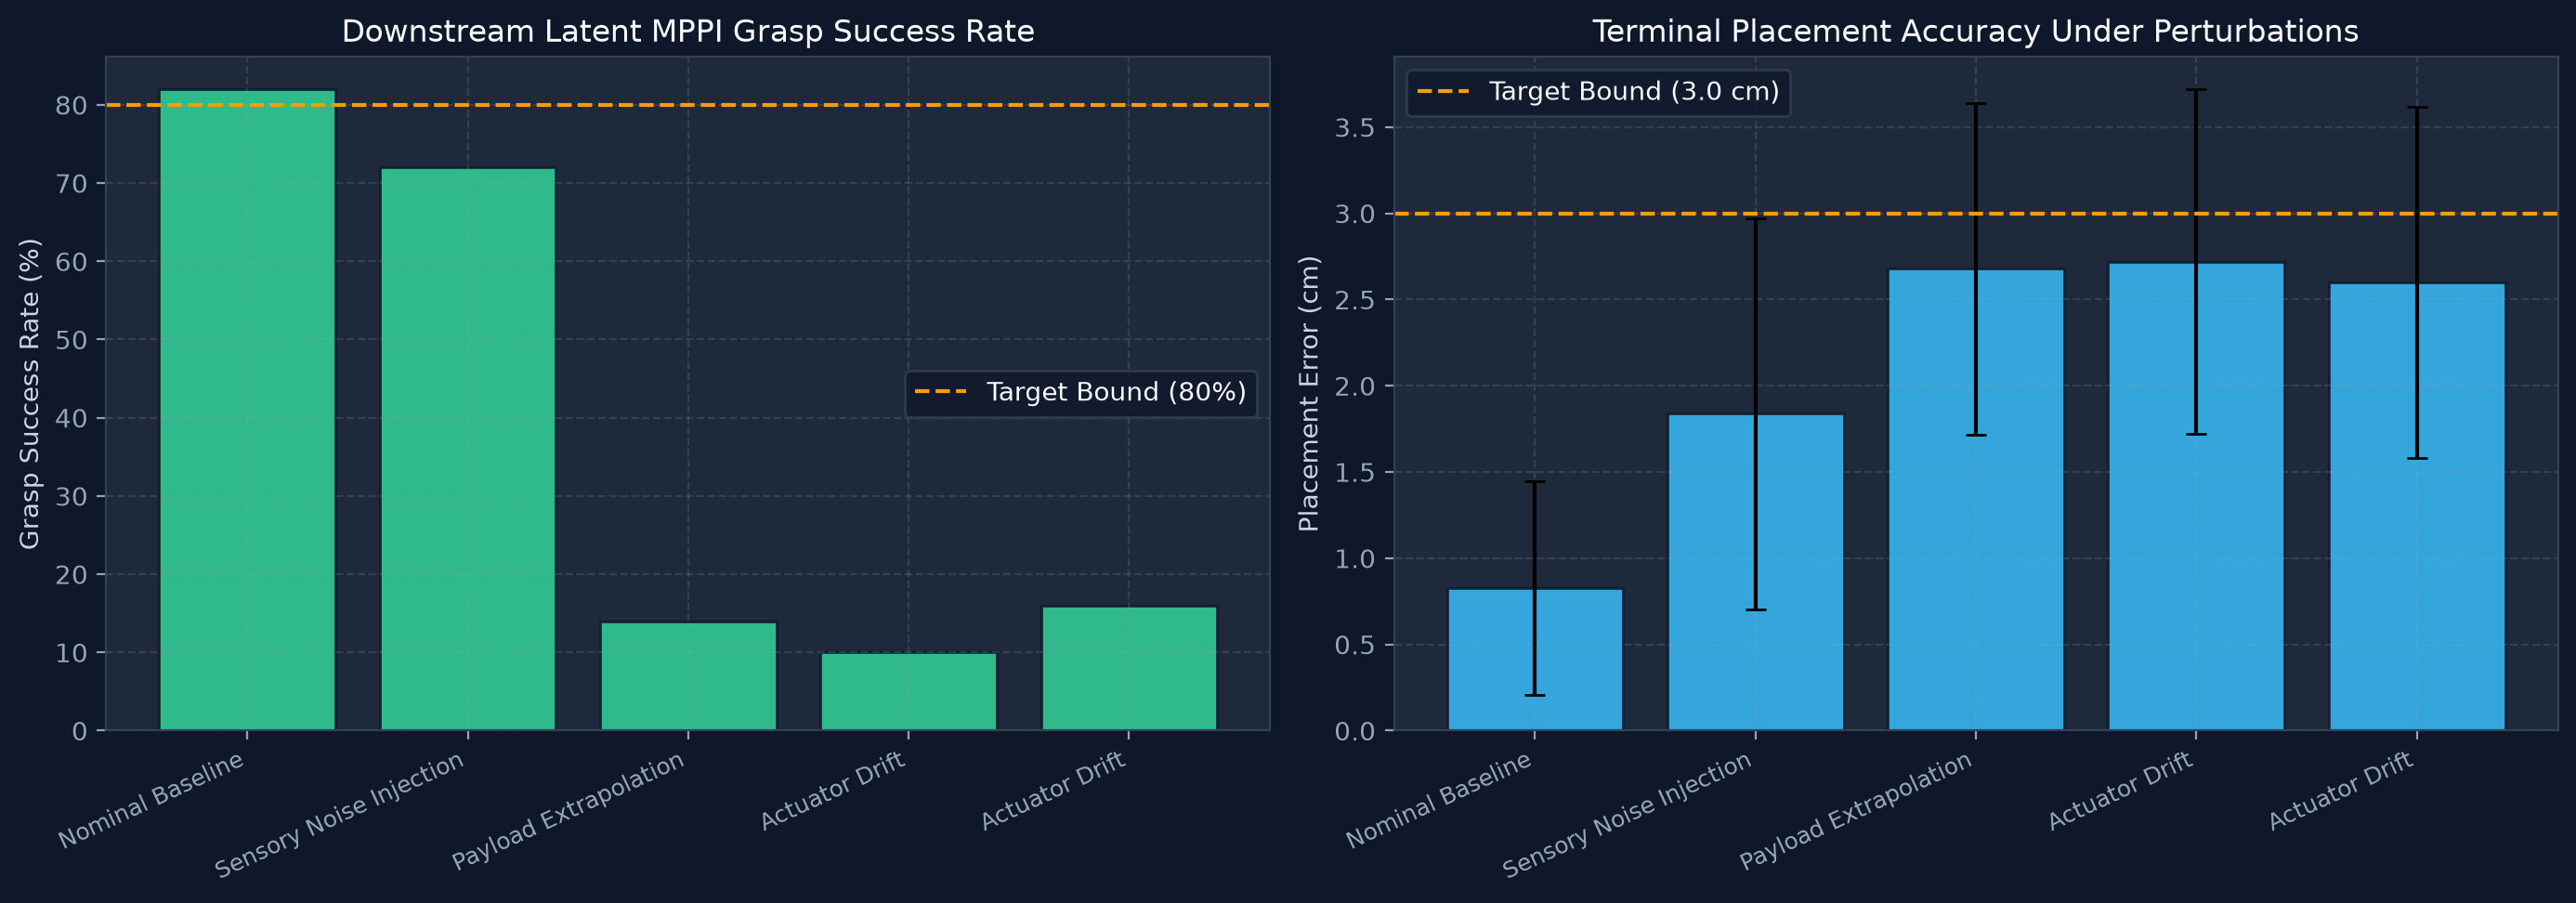 Downstream Latent MPPI Grasp Success Rate
Grasp Success Rate (%)
80
70
60
50
40
30
20
10
0
Target Bound (80%)
Nominal Baseline
Sensory Noise Injection
Payload Extrapolation
Actuator Drift
Actuator Drift
Terminal Placement Accuracy Under Perturbations
Target Bound (3.0 cm)
Placement Error (cm)
3.5
3.0
2.5
2.0
1.5
1.0
0.5
0.0
Nominal Baseline
Sensory Noise Injection
Payload Extrapolation
Actuator Drift
Actuator Drift